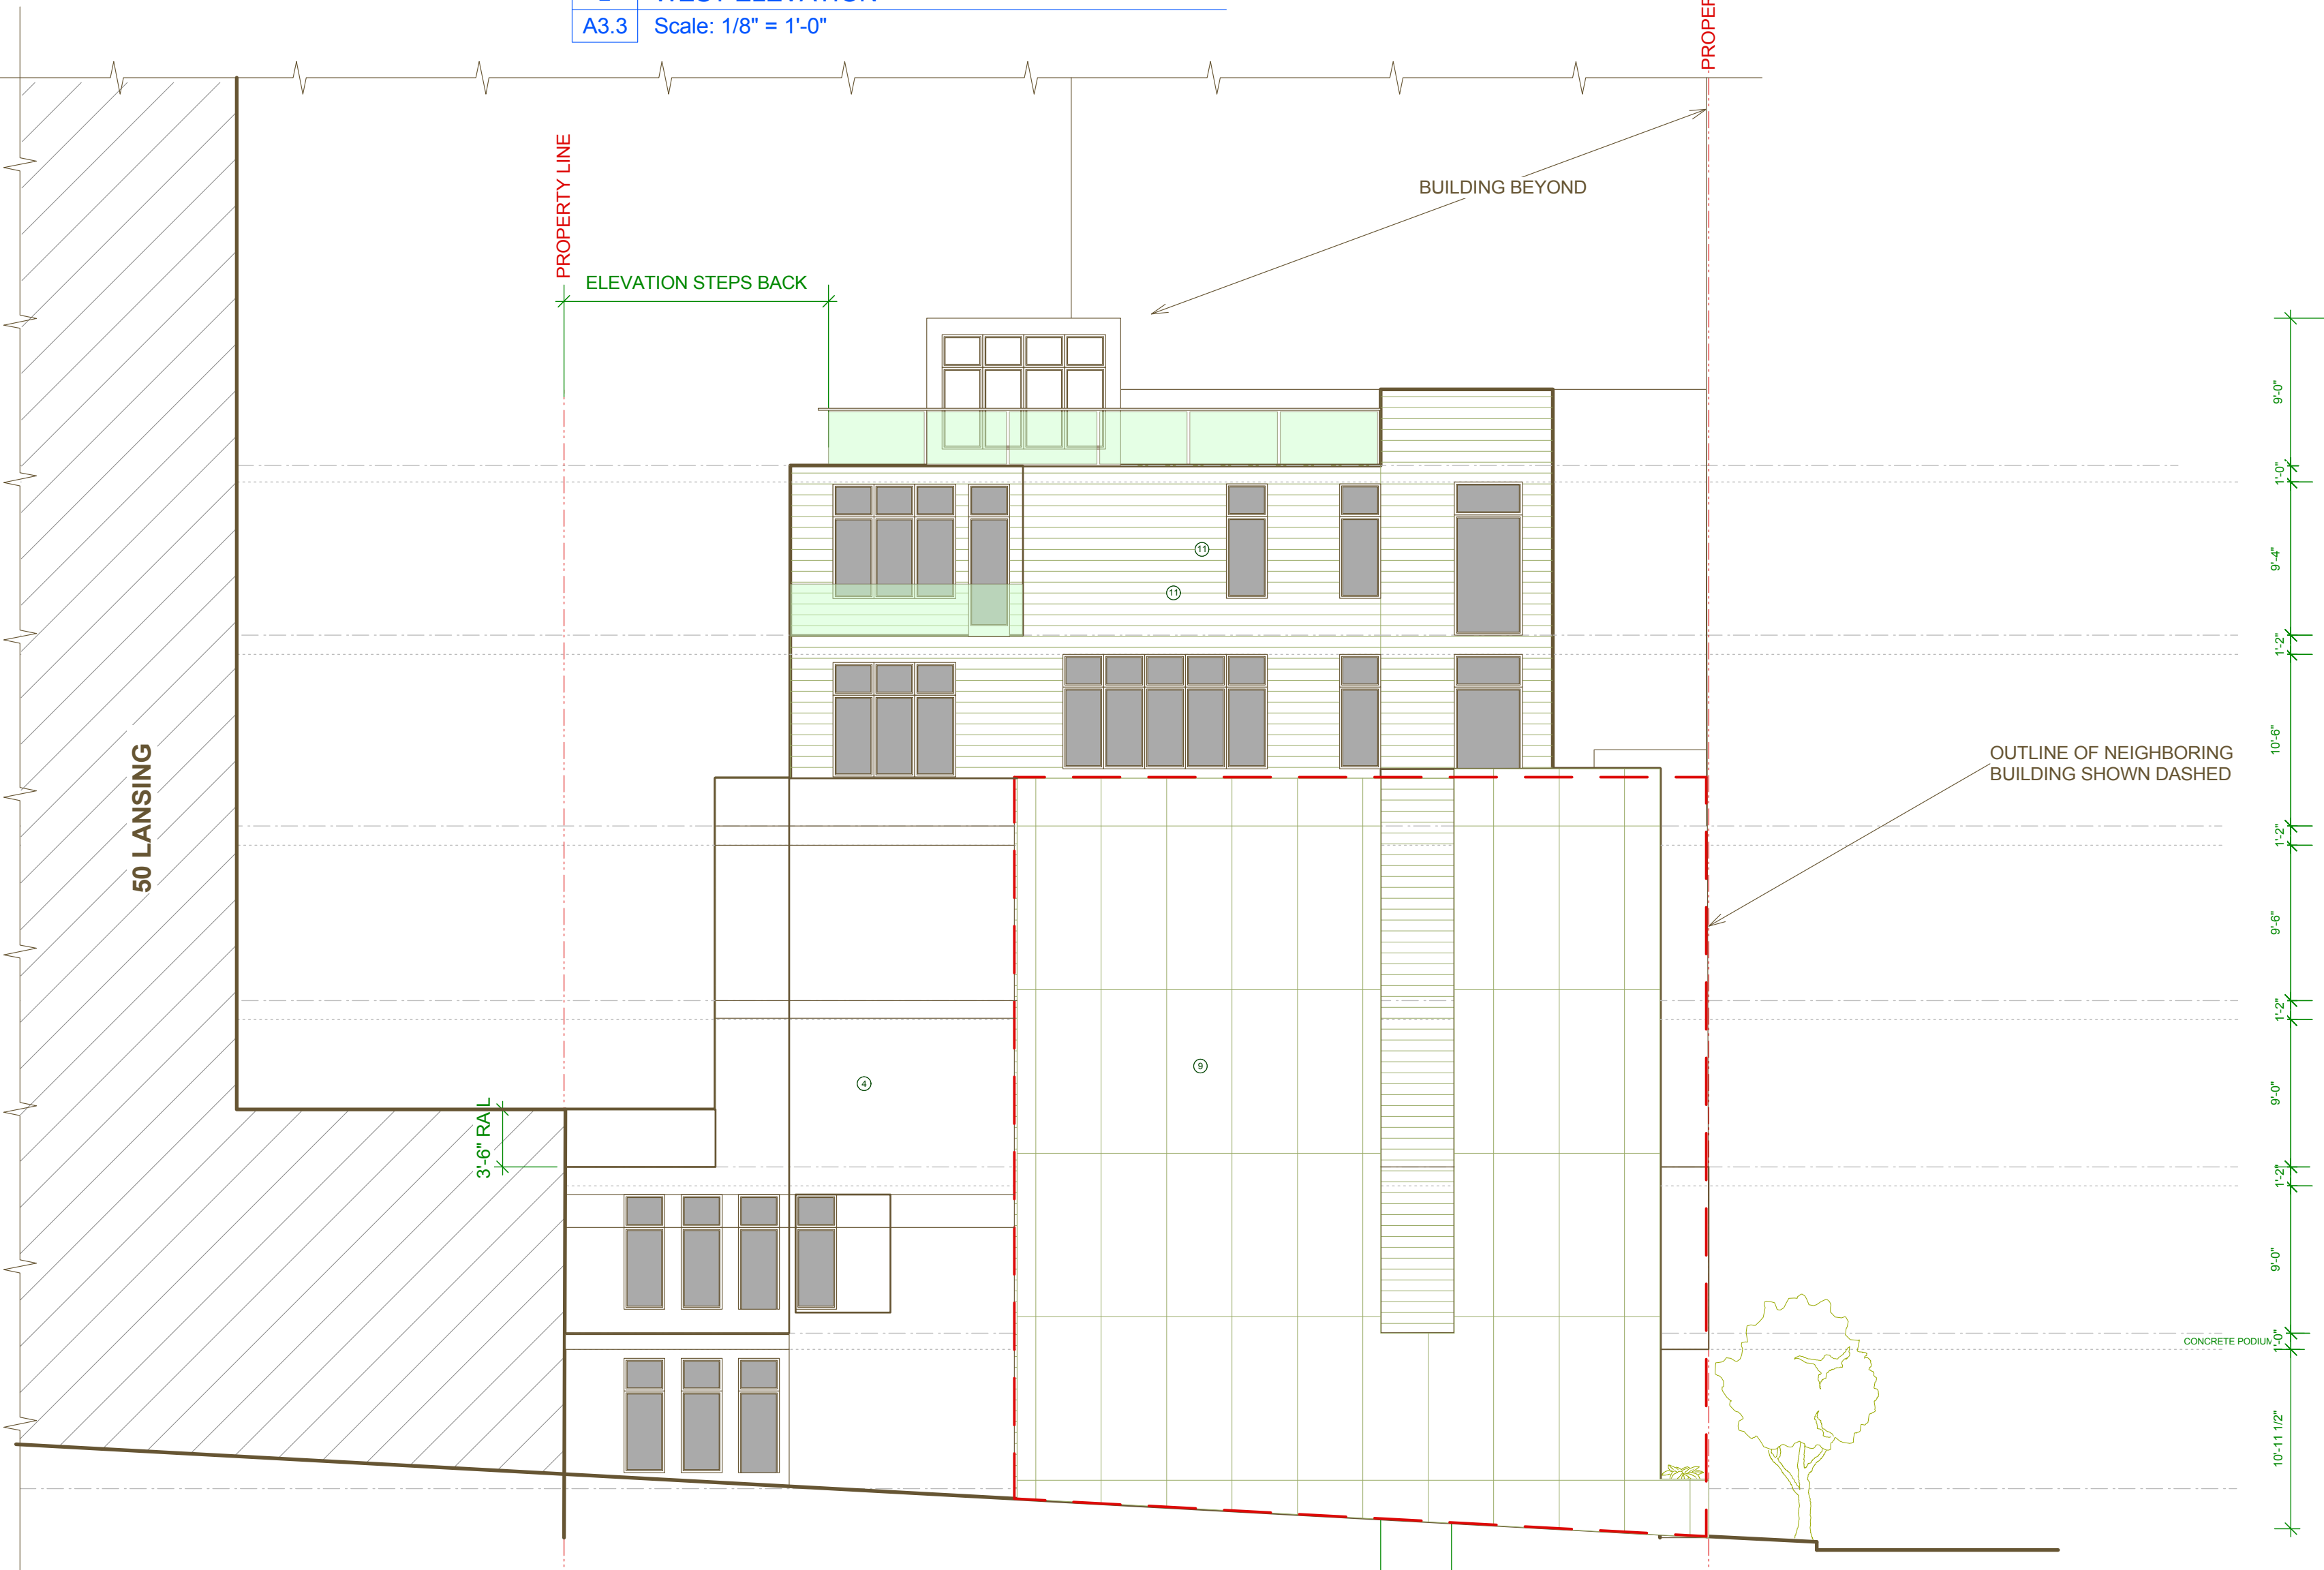 WEST ELEVATION
A3.3
Scale: 1/8" = 1'-0"
PROPERTY LINE
ELEVATION STEPS BACK
BUILDING BEYOND
9'-0"
1'-0"
11
9'-4"
11
1'-2"
10'-6"
50 LANSING
OUTLINE OF NEIGHBORING
BUILDING SHOWN DASHED
1'-2"
9'-6"
1'-2"
9
4
9'-0"
3'-6" RAIL
1'-2"
9'-0"
CONCRETE PODIUM
1'-0"
10'-11 1/2"